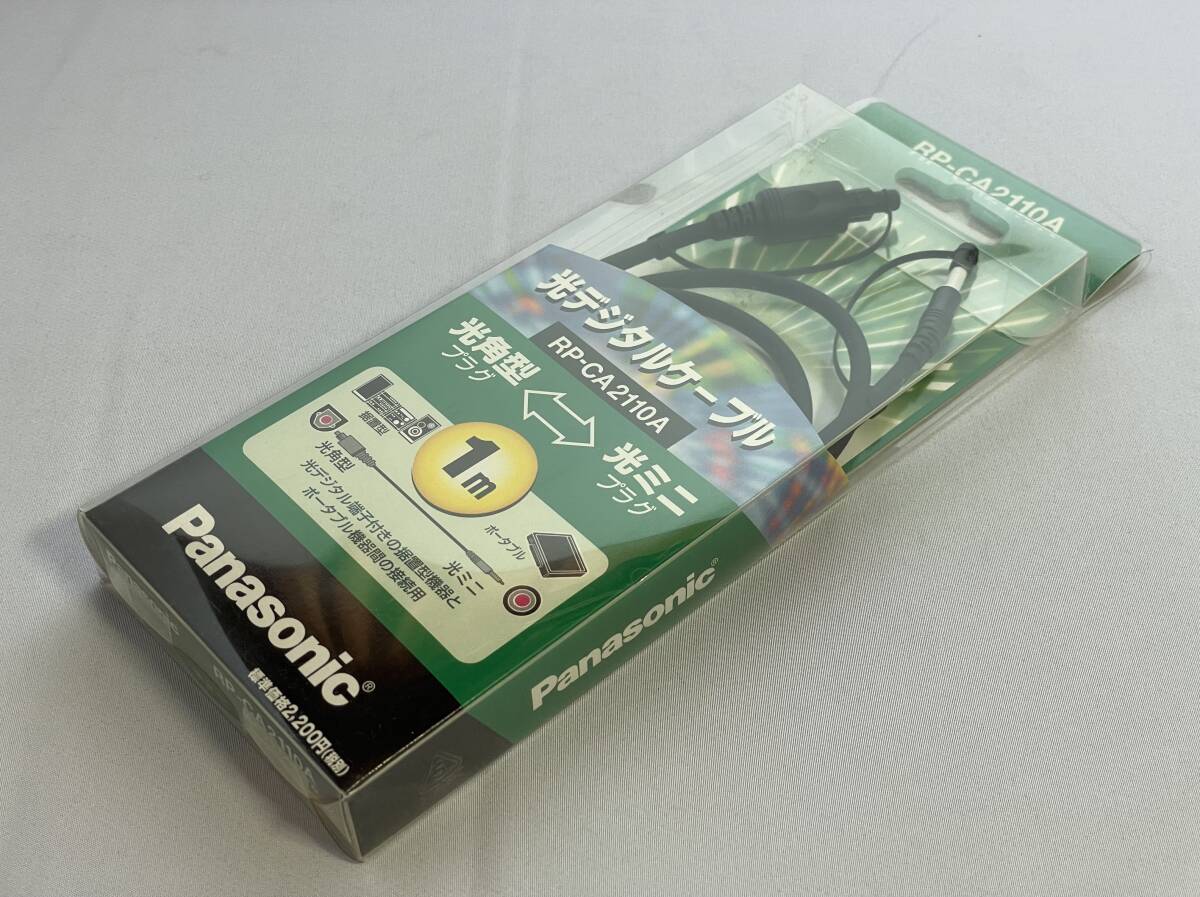 RP-CA2110A
光デジタルケーブル
RP-CA2110A
光角型
プラグ
光ミニ
プラグ
1m
据置型
光角型
ポータブル
光ミニ
光デジタル端子付きの据置型機器と
ポータブル機器間の接続用
Panasonic®
標準価格2,200円(税別)
Panasonic®
Panasonic
RP-CA2110A